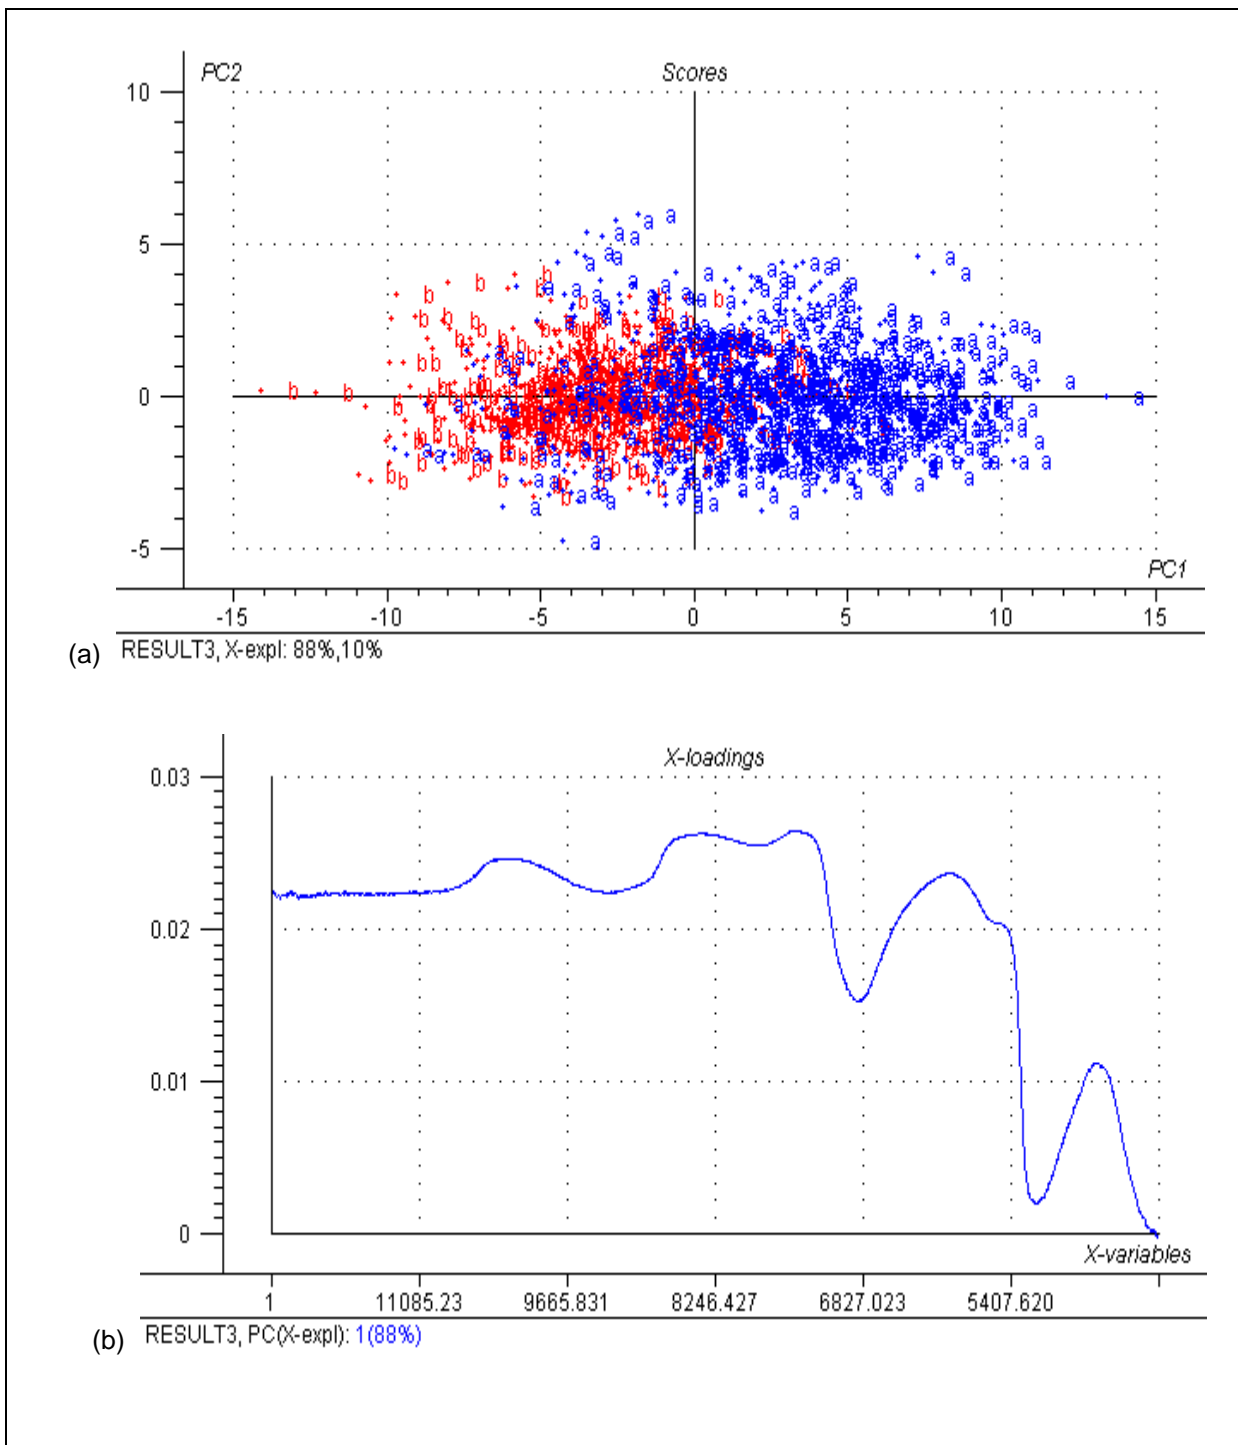 PC2 Scores
10
5
0
-5
PC1
-15 -10 -5 0 5 10 15
(a) RESULT3, X-expl: 88%,10%
X-loadings
0.03
0.02
0.01
0
X-variables
1 11085.23 9665.831 8246.427 6827.023 5407.620
(b) RESULT3, PC(X-expl): 1(88%)